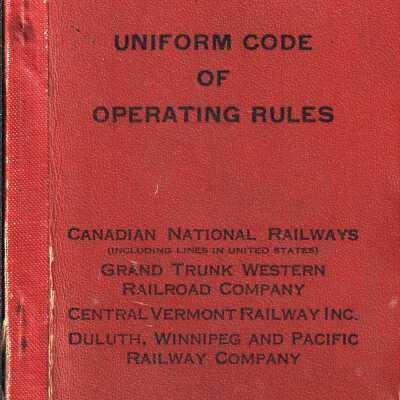 UNIFORM CODE
OF
OPERATING RULES
CANADIAN NATIONAL RAILWAYS
(INCLUDING LINES IN UNITED STATES)
GRAND TRUNK WESTERN
RAILROAD COMPANY
CENTRAL VERMONT RAILWAY INC.
DULUTH, WINNIPEG AND PACIFIC
RAILWAY COMPANY